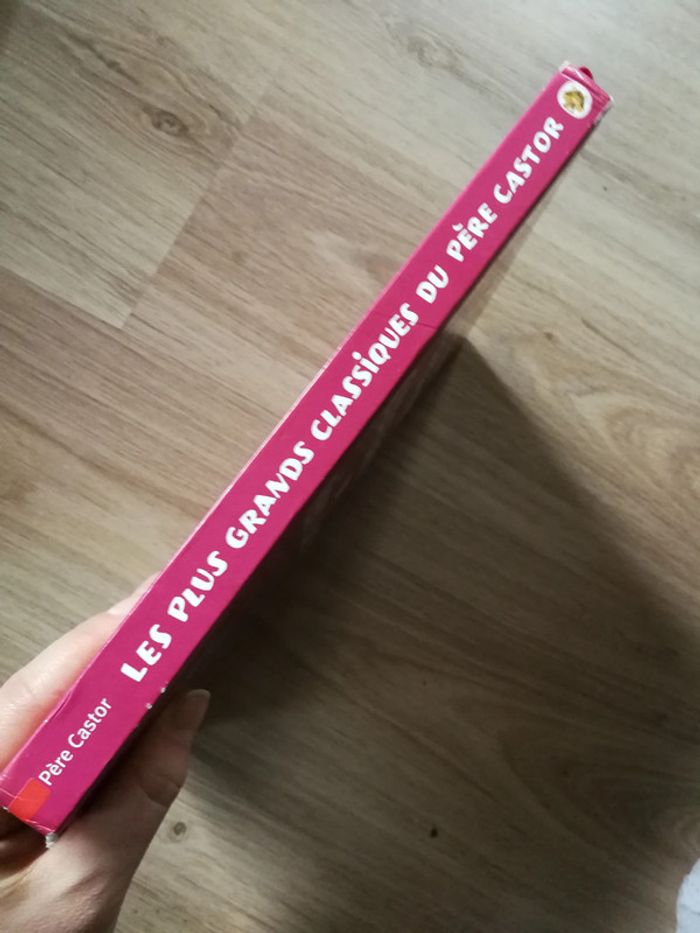 Père Castor
LES PLUS GRANDS CLASSIQUES DU PÈRE CASTOR